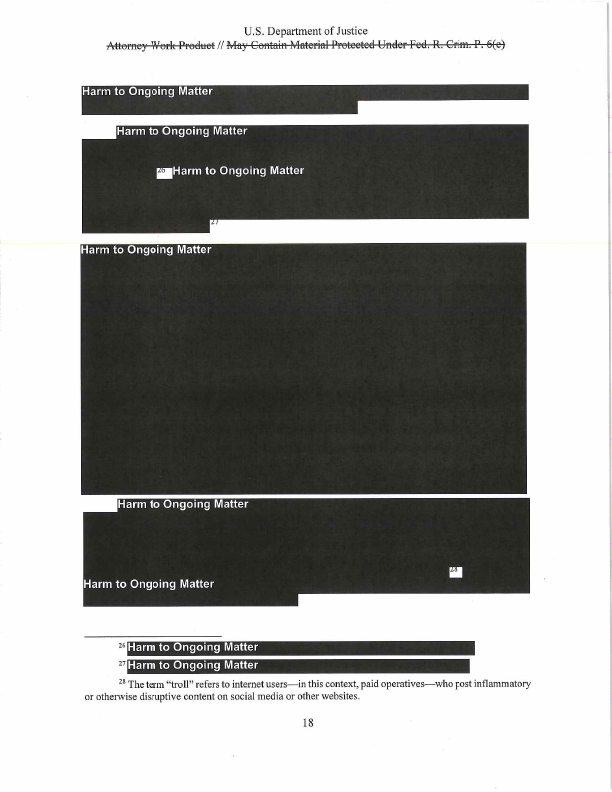 U.S. Department of Justice
Attorney Work Product // May Contain Material Protected Under Fed. R. Crim. P. 6(e)
Harm to Ongoing Matter
Harm to Ongoing Matter
26 Harm to Ongoing Matter
27
Harm to Ongoing Matter
Harm to Ongoing Matter
28
Harm to Ongoing Matter
26 Harm to Ongoing Matter
27 Harm to Ongoing Matter
28 The term “troll” refers to internet users—in this context, paid operatives—who post inflammatory
or otherwise disruptive content on social media or other websites.
18